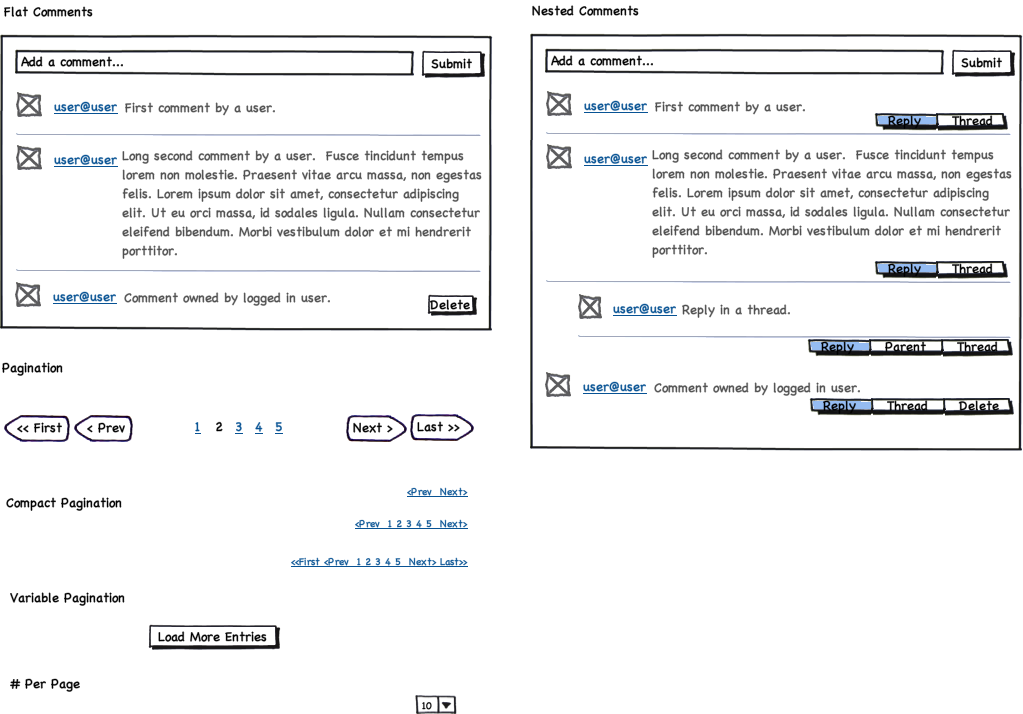 Flat Comments
Add a comment...
Submit
user@user First comment by a user.
user@user Long second comment by a user. Fusce tincidunt tempus
lorem non molestie. Praesent vitae arcu massa, non egestas
felis. Lorem ipsum dolor sit amet, consectetur adipiscing
elit. Ut eu orci massa, id sodales ligula. Nullam consectetur
eleifend bibendum. Morbi vestibulum dolor et mi hendrerit
porttitor.
user@user Comment owned by logged in user.
Delete
Pagination
<< First < Prev 1 2 3 4 5 Next > Last >>
Compact Pagination
<Prev Next>
<Prev 1 2 3 4 5 Next>
<<First <Prev 1 2 3 4 5 Next> Last>>
Variable Pagination
Load More Entries
# Per Page
10
Nested Comments
Add a comment...
Submit
user@user First comment by a user.
Reply Thread
user@user Long second comment by a user. Fusce tincidunt tempus
lorem non molestie. Praesent vitae arcu massa, non egestas
felis. Lorem ipsum dolor sit amet, consectetur adipiscing
elit. Ut eu orci massa, id sodales ligula. Nullam consectetur
eleifend bibendum. Morbi vestibulum dolor et mi hendrerit
porttitor.
Reply Thread
user@user Reply in a thread.
Reply Parent Thread
user@user Comment owned by logged in user.
Reply Thread Delete